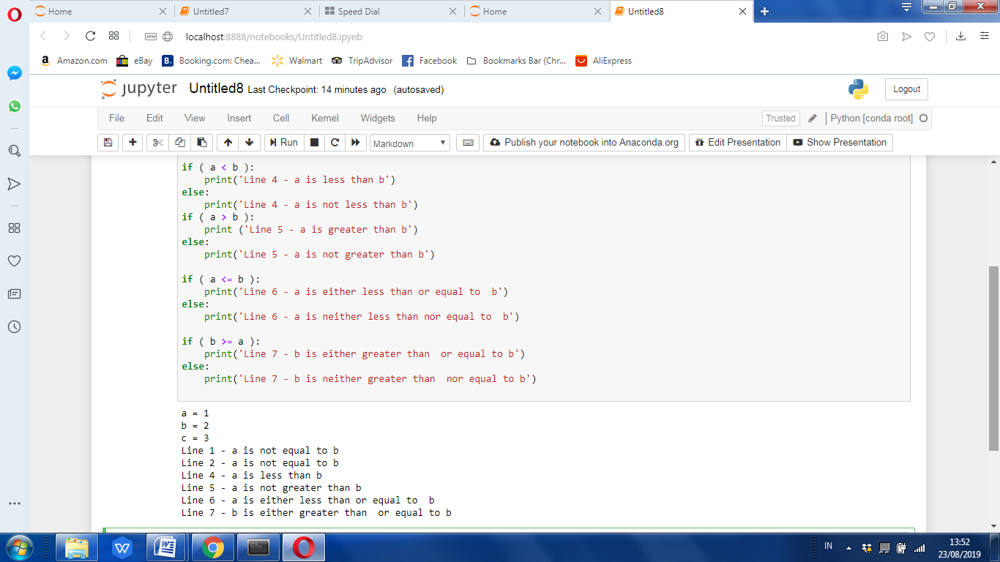 Home
Untitled7
Speed Dial
Home
Untitled8
VPN
localhost:8888/notebooks/Untitled8.ipynb
Amazon.com
eBay
B.
Booking.com: Chea...
Walmart
TripAdvisor
Facebook
Bookmarks Bar (Chr...
AliExpress
jupyter Untitled8 Last Checkpoint: 14 minutes ago (autosaved)
Logout
File Edit View Insert Cell Kernel Widgets Help
Trusted
Python [conda root]
Run
Markdown
Publish your notebook into Anaconda.org
Edit Presentation
Show Presentation
if ( a < b ):
    print('Line 4 - a is less than b')
else:
    print('Line 4 - a is not less than b')
if ( a > b ):
    print ('Line 5 - a is greater than b')
else:
    print('Line 5 - a is not greater than b')
if ( a <= b ):
    print('Line 6 - a is either less than or equal to  b')
else:
    print('Line 6 - a is neither less than nor equal to  b')
if ( b >= a ):
    print('Line 7 - b is either greater than  or equal to b')
else:
    print('Line 7 - b is neither greater than  nor equal to b')
a = 1
b = 2
c = 3
Line 1 - a is not equal to b
Line 2 - a is not equal to b
Line 4 - a is less than b
Line 5 - a is not greater than b
Line 6 - a is either less than or equal to  b
Line 7 - b is either greater than  or equal to b
IN
13:52
23/08/2019